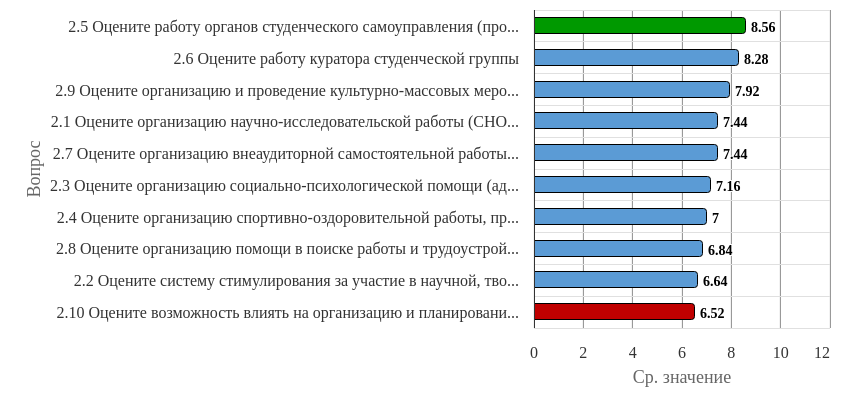 2.5 Оцените работу органов студенческого самоуправления (про... 8.56
2.6 Оцените работу куратора студенческой группы 8.28
2.9 Оцените организацию и проведение культурно-массовых меро... 7.92
2.1 Оцените организацию научно-исследовательской работы (СНО... 7.44
2.7 Оцените организацию внеаудиторной самостоятельной работы... 7.44
2.3 Оцените организацию социально-психологической помощи (ад... 7.16
2.4 Оцените организацию спортивно-оздоровительной работы, пр... 7
2.8 Оцените организацию помощи в поиске работы и трудоустрой... 6.84
2.2 Оцените систему стимулирования за участие в научной, тво... 6.64
2.10 Оцените возможность влиять на организацию и планировани... 6.52
Вопрос
0 2 4 6 8 10 12
Ср. значение